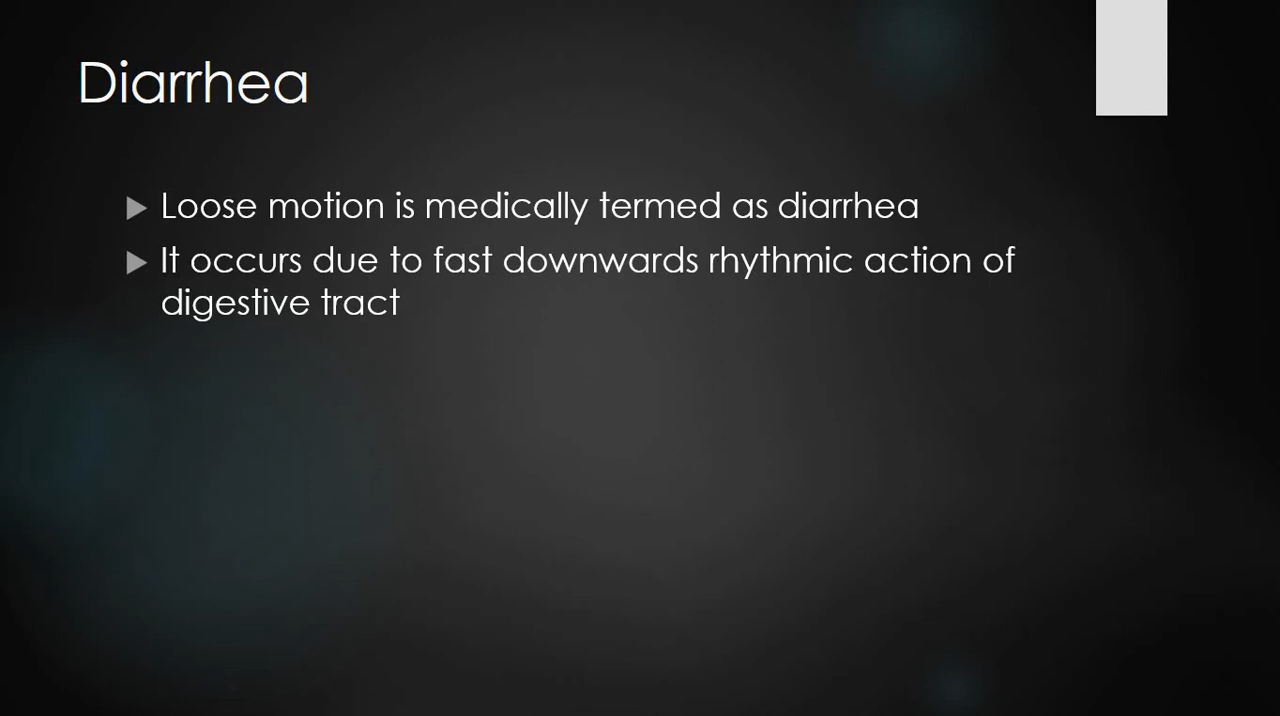 Diarrhea
Loose motion is medically termed as diarrhea
It occurs due to fast downwards rhythmic action of
digestive tract